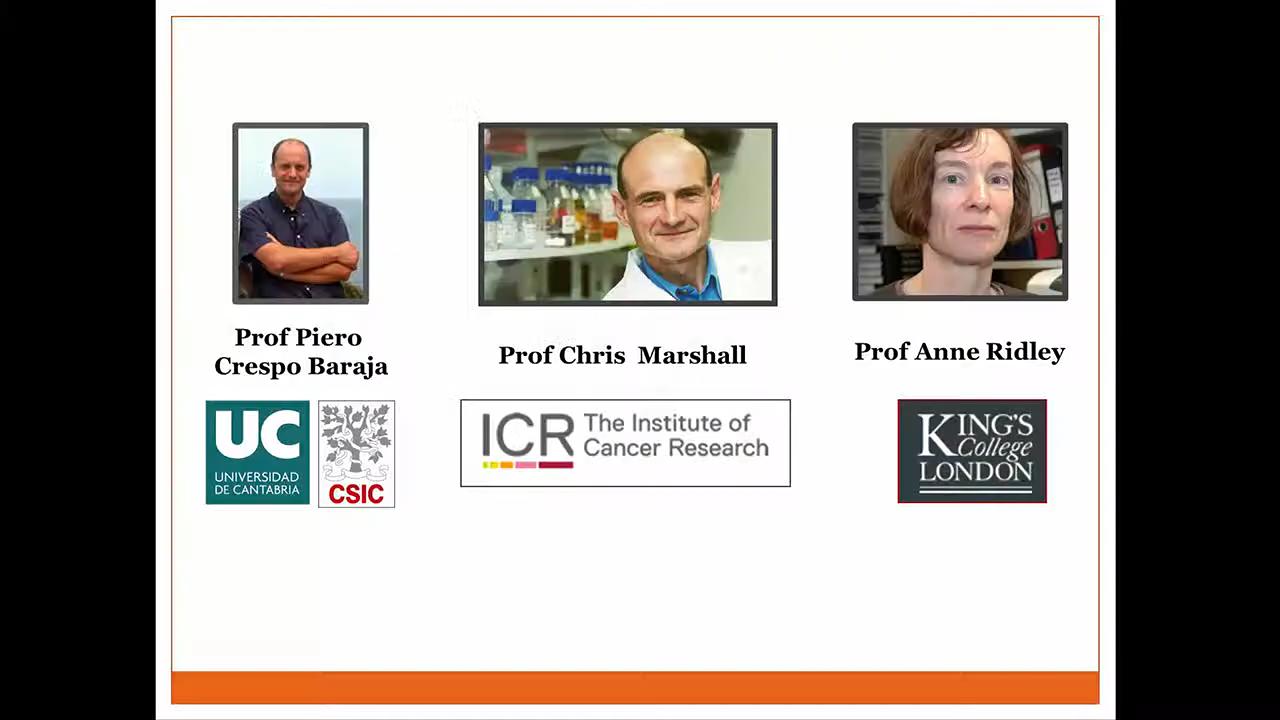 Prof Piero
Crespo Baraja
Prof Chris Marshall
Prof Anne Ridley
UC
UNIVERSIDAD
DE CANTABRIA
CSIC
ICR The Institute of
Cancer Research
KING'S
College
LONDON